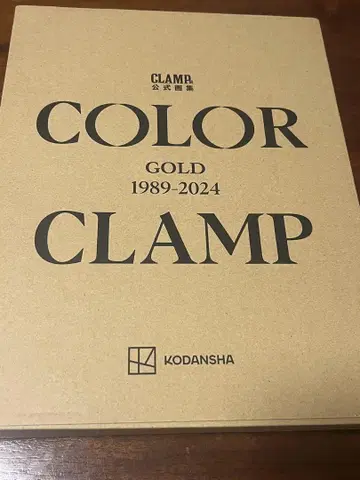 CLAMP
公式画集
COLOR
GOLD
1989-2024
CLAMP
KODANSHA